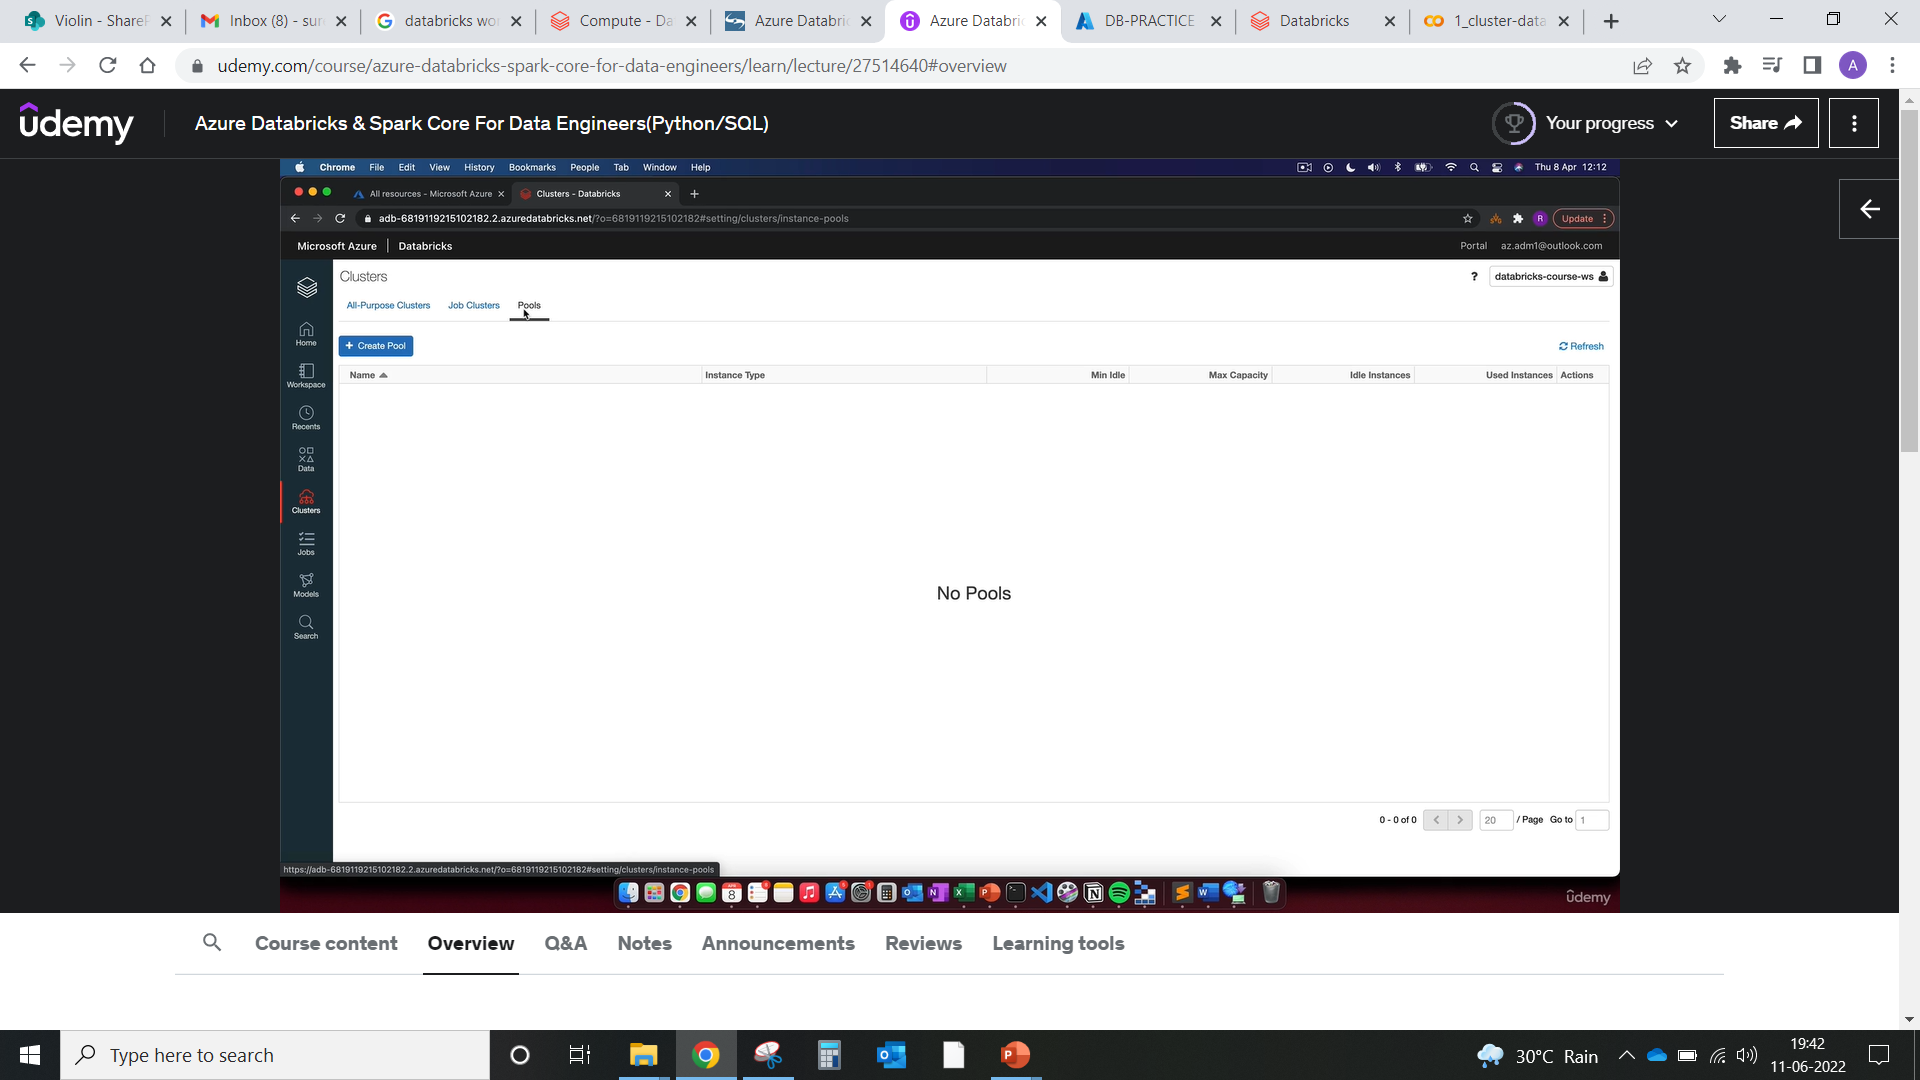 Violin - ShareP
Inbox (8) - sur
databricks wo
Compute - Da
Azure Databric
Azure Databric
DB-PRACTICE
Databricks
1_cluster-data
udemy.com/course/azure-databricks-spark-core-for-data-engineers/learn/lecture/27514640#overview
A
udemy
Azure Databricks & Spark Core For Data Engineers(Python/SQL)
Your progress
Share
Chrome File Edit View History Bookmarks People Tab Window Help
Thu 8 Apr 12:12
All resources - Microsoft Azure
Clusters - Databricks
adb-6819119215102182.2.azuredatabricks.net/?o=6819119215102182#setting/clusters/instance-pools
R
Update
Microsoft Azure | Databricks
Portal az.adm1@outlook.com
Clusters
? databricks-course-ws
All-Purpose Clusters Job Clusters Pools
+ Create Pool
Refresh
Name Instance Type Min Idle Max Capacity Idle Instances Used Instances Actions
Home
Workspace
Recents
Data
Clusters
Jobs
Models
Search
No Pools
0 - 0 of 0 < > 20 / Page Go to 1
https://adb-6819119215102182.2.azuredatabricks.net/?o=6819119215102182#setting/clusters/instance-pools
udemy
Course content Overview Q&A Notes Announcements Reviews Learning tools
Type here to search
30°C Rain
19:42
11-06-2022